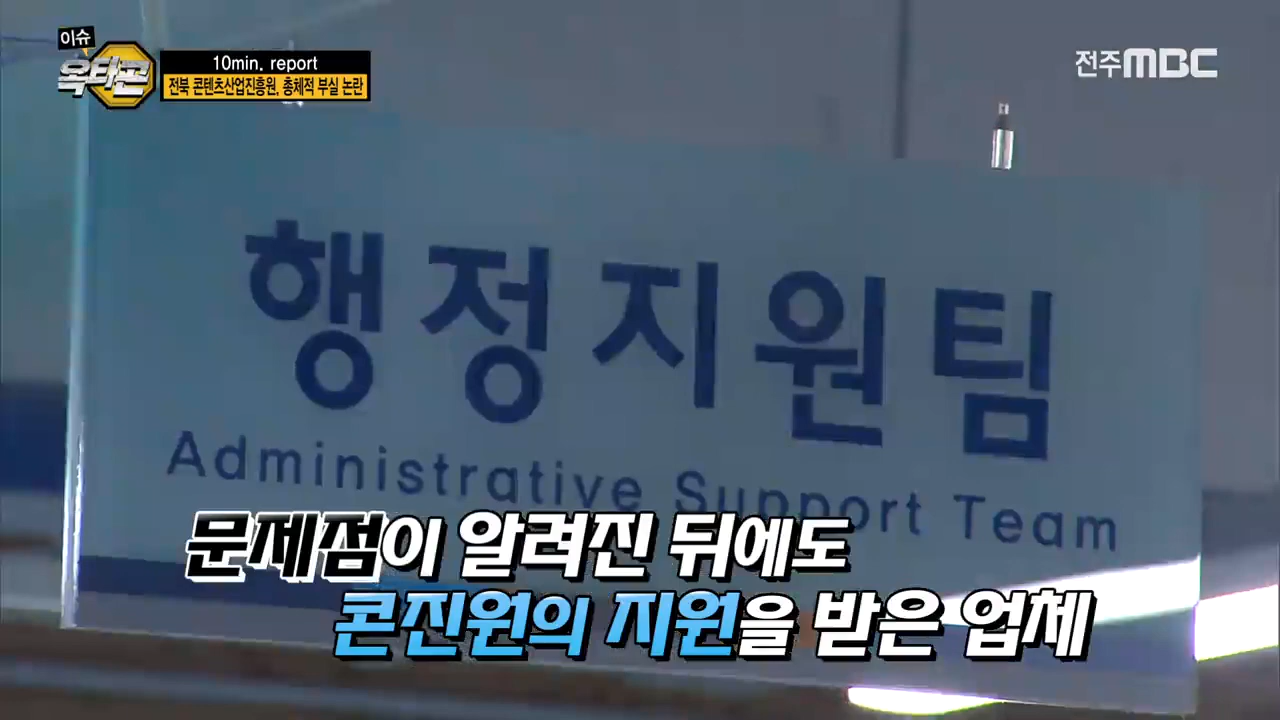 이슈
옥타곤
10min. report
전북 콘텐츠산업진흥원, 총체적 부실 논란
전주MBC
행정지원팀
Administrative Support Team
문제점이 알려진 뒤에도
콘진원의 지원을 받은 업체